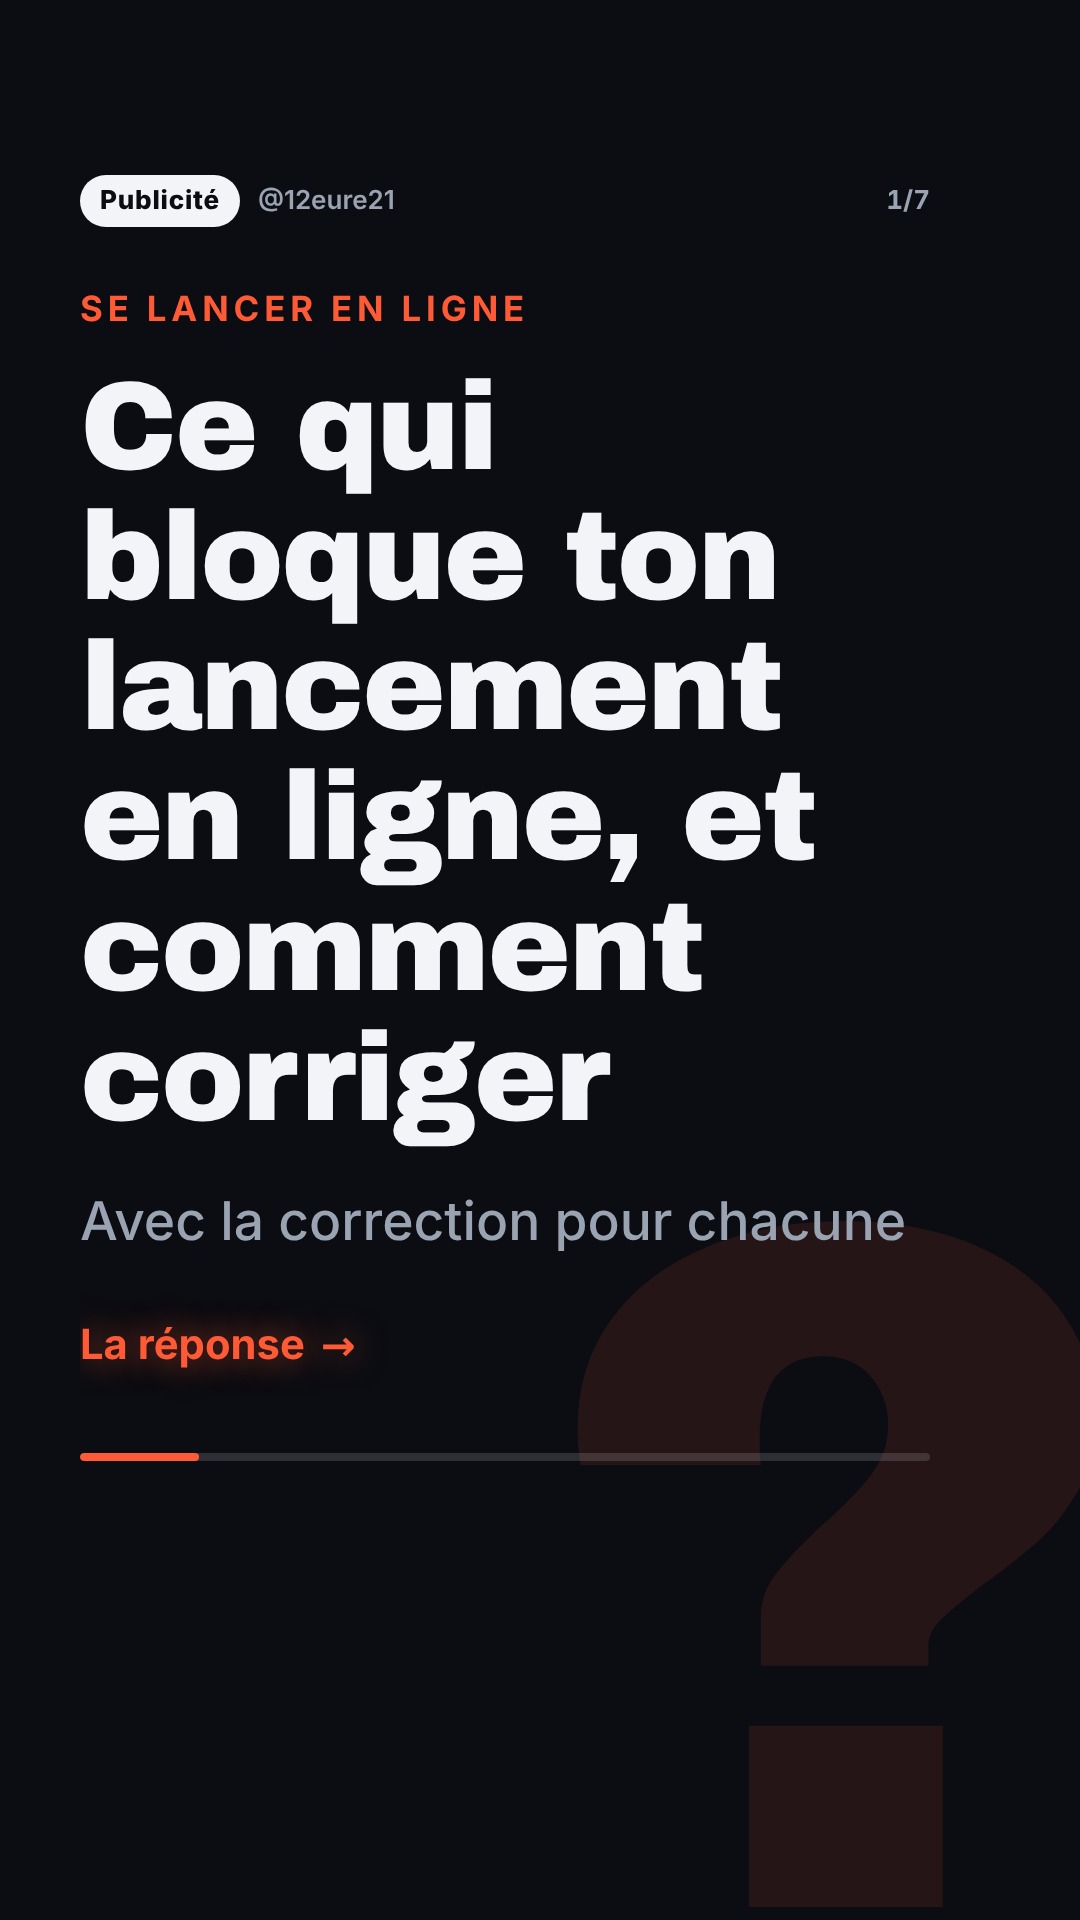 Publicité @12eure21 1/7
SE LANCER EN LIGNE
Ce qui
bloque ton
lancement
en ligne, et
comment
corriger
Avec la correction pour chacune
La réponse →
?